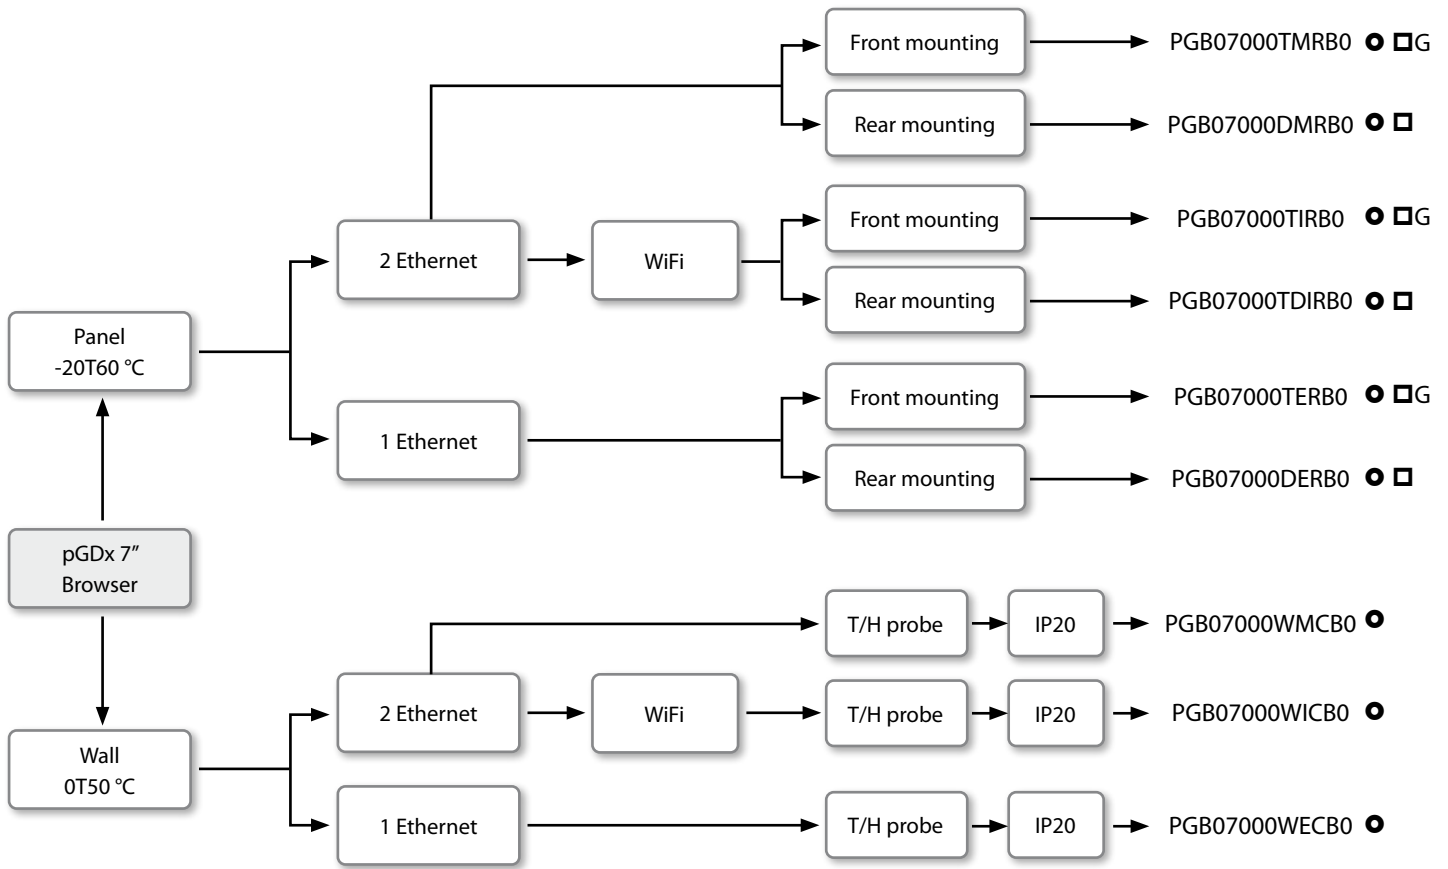 Front mounting
PGB07000TMRB0 G
Rear mounting
PGB07000DMRB0
2 Ethernet
WiFi
Front mounting
PGB07000TIRB0 G
Rear mounting
PGB07000TDIRB0
Panel
-20T60 °C
1 Ethernet
Front mounting
PGB07000TERB0 G
Rear mounting
PGB07000DERB0
pGDx 7”
Browser
T/H probe
IP20
PGB07000WMCB0
2 Ethernet
WiFi
T/H probe
IP20
PGB07000WICB0
Wall
0T50 °C
1 Ethernet
T/H probe
IP20
PGB07000WECB0